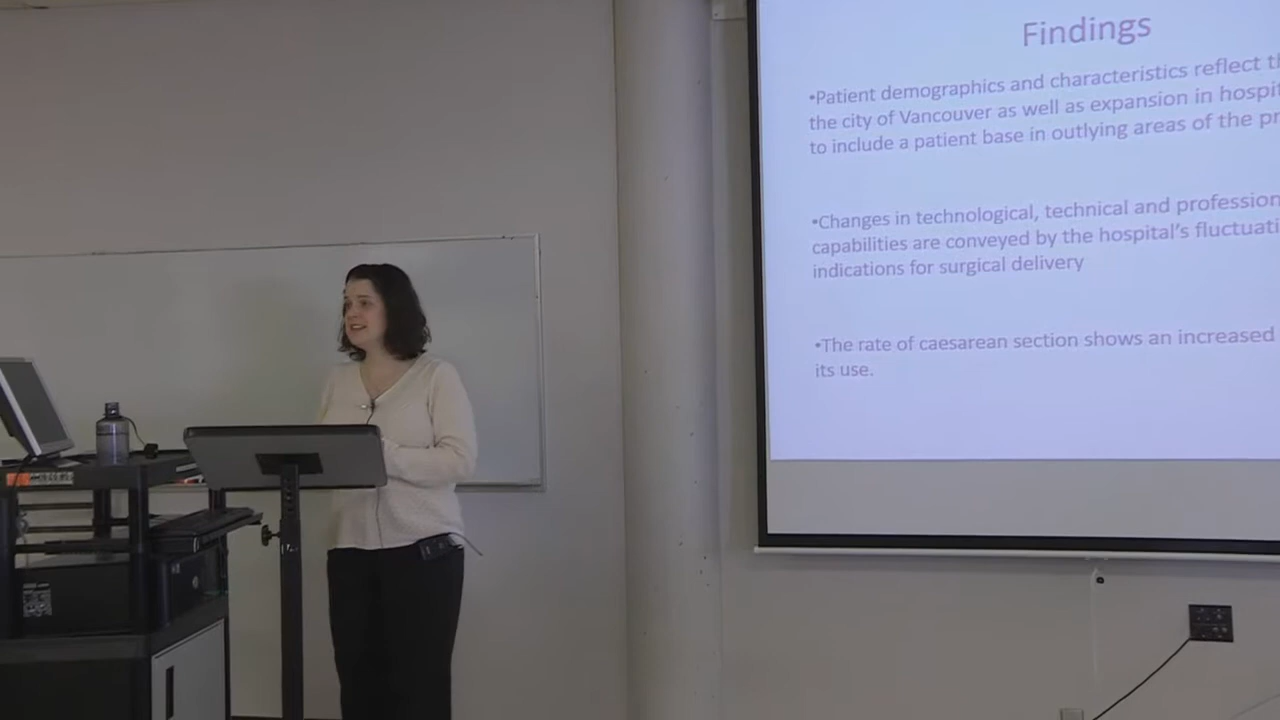 Findings
•Patient demographics and characteristics reflect
the city of Vancouver as well as expansion in
to include a patient base in outlying areas of the
•Changes in technological, technical and
capabilities are conveyed by the hospital's
indications for surgical delivery
•The rate of caesarean section shows an increased
its use.